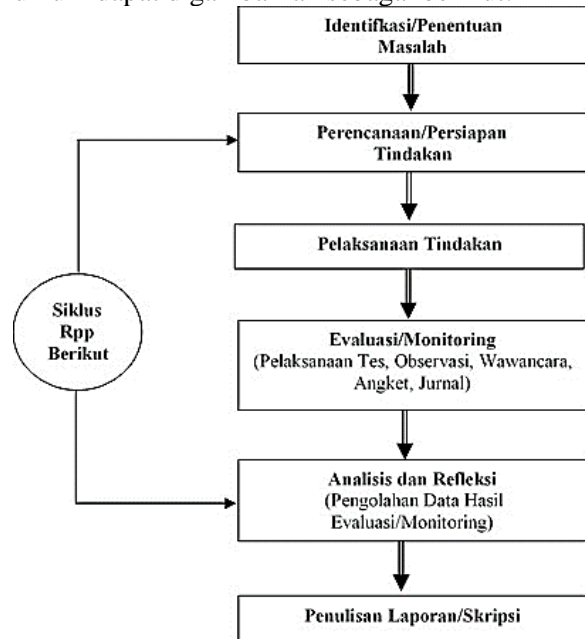 Identifkasi/Penentuan
Masalah
Perencanaan/Persiapan
Tindakan
Pelaksanaan Tindakan
Siklus
Rpp
Berikut
Evaluasi/Monitoring
(Pelaksanaan Tes, Observasi, Wawancara,
Angket, Jurnal)
Analisis dan Refleksi
(Pengolahan Data Hasil
Evaluasi/Monitoring)
Penulisan Laporan/Skripsi